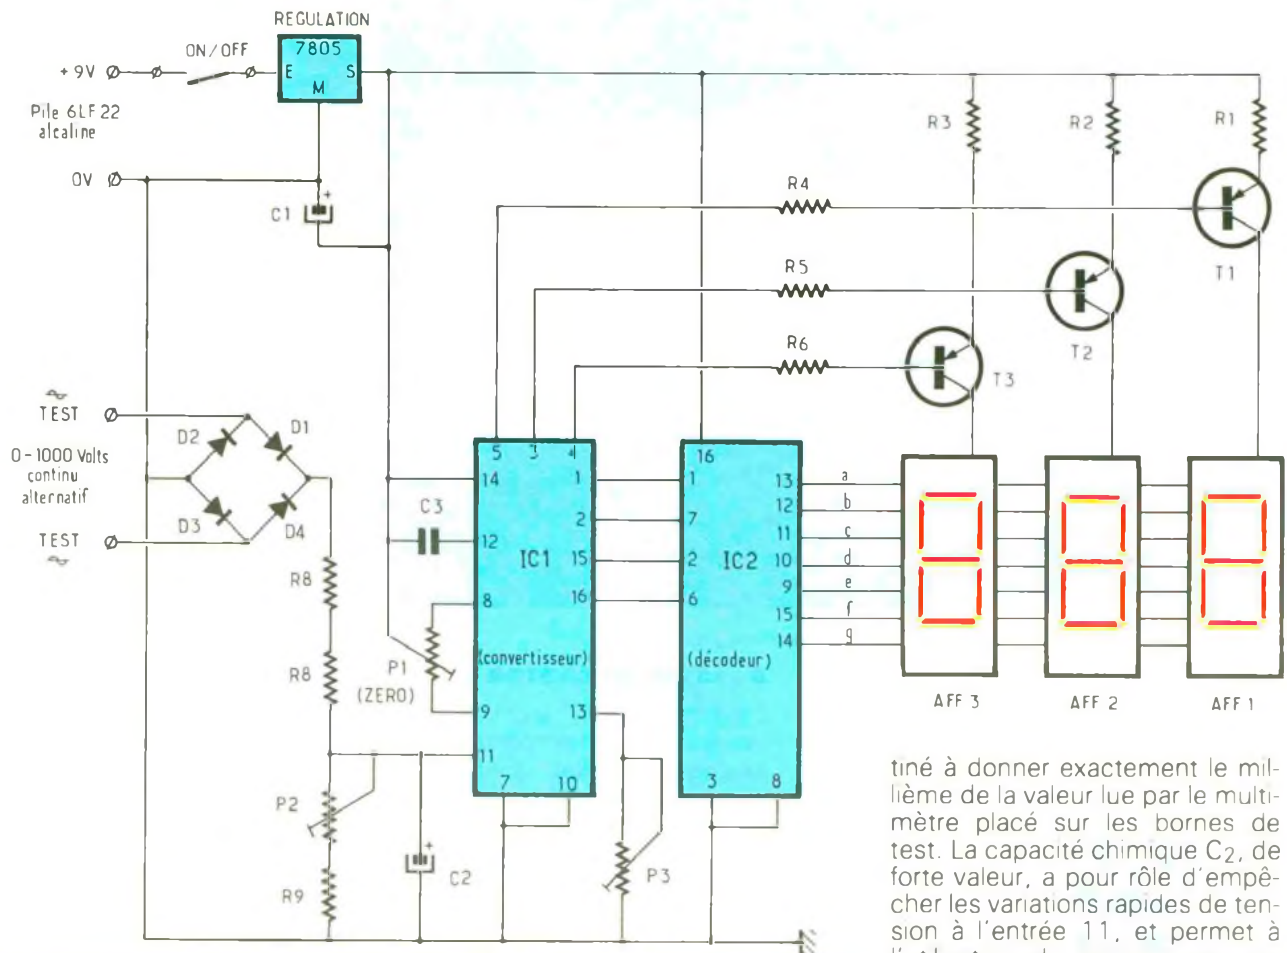 REGULATION
7805
ON/OFF
+9V
E
S
M
Pile 6LF 22
alcaline
0V
C1
R3
R2
R1
R4
T1
R5
T2
R6
T3
TEST
D2
D1
0-1000 Volts
continu
alternatif
D3
D4
TEST
R8
R8
P2
R9
C2
C3
P1
(ZERO)
5
3
4
14
1
12
2
IC1
15
8
16
(convertisseur)
9
13
11
7
10
P3
16
1
13
a
7
12
b
11
c
2
IC2
10
d
9
e
6
15
f
14
g
(décodeur)
3
8
AFF 3
AFF 2
AFF 1
tiné à donner exactement le mil-
lième de la valeur lue par le multi-
mètre placé sur les bornes de
test. La capacité chimique C2, de
forte valeur, a pour rôle d'empê-
cher les variations rapides de ten-
sion à l'entrée 11, et permet à